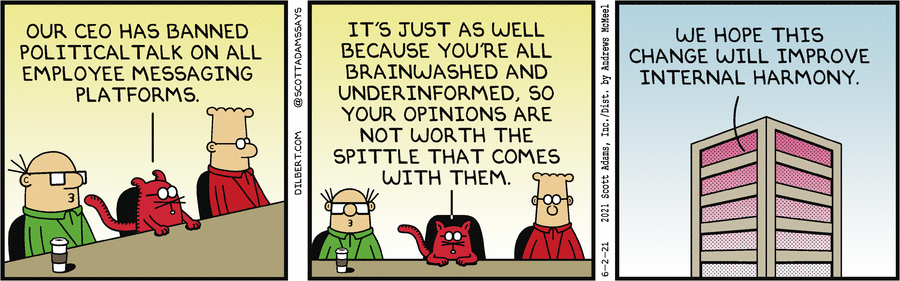 OUR CEO HAS BANNED
POLITICALTALK ON ALL
EMPLOYEE MESSAGING
PLATFORMS.
DILBERT.COM @SCOTTADAMSSAYS
IT'S JUST AS WELL
BECAUSE YOU'RE ALL
BRAINWASHED AND
UNDERINFORMED, SO
YOUR OPINIONS ARE
NOT WORTH THE
SPITTLE THAT COMES
WITH THEM.
6-2-21 2021 Scott Adams, Inc./Dist. by Andrews McMeel
WE HOPE THIS
CHANGE WILL IMPROVE
INTERNAL HARMONY.